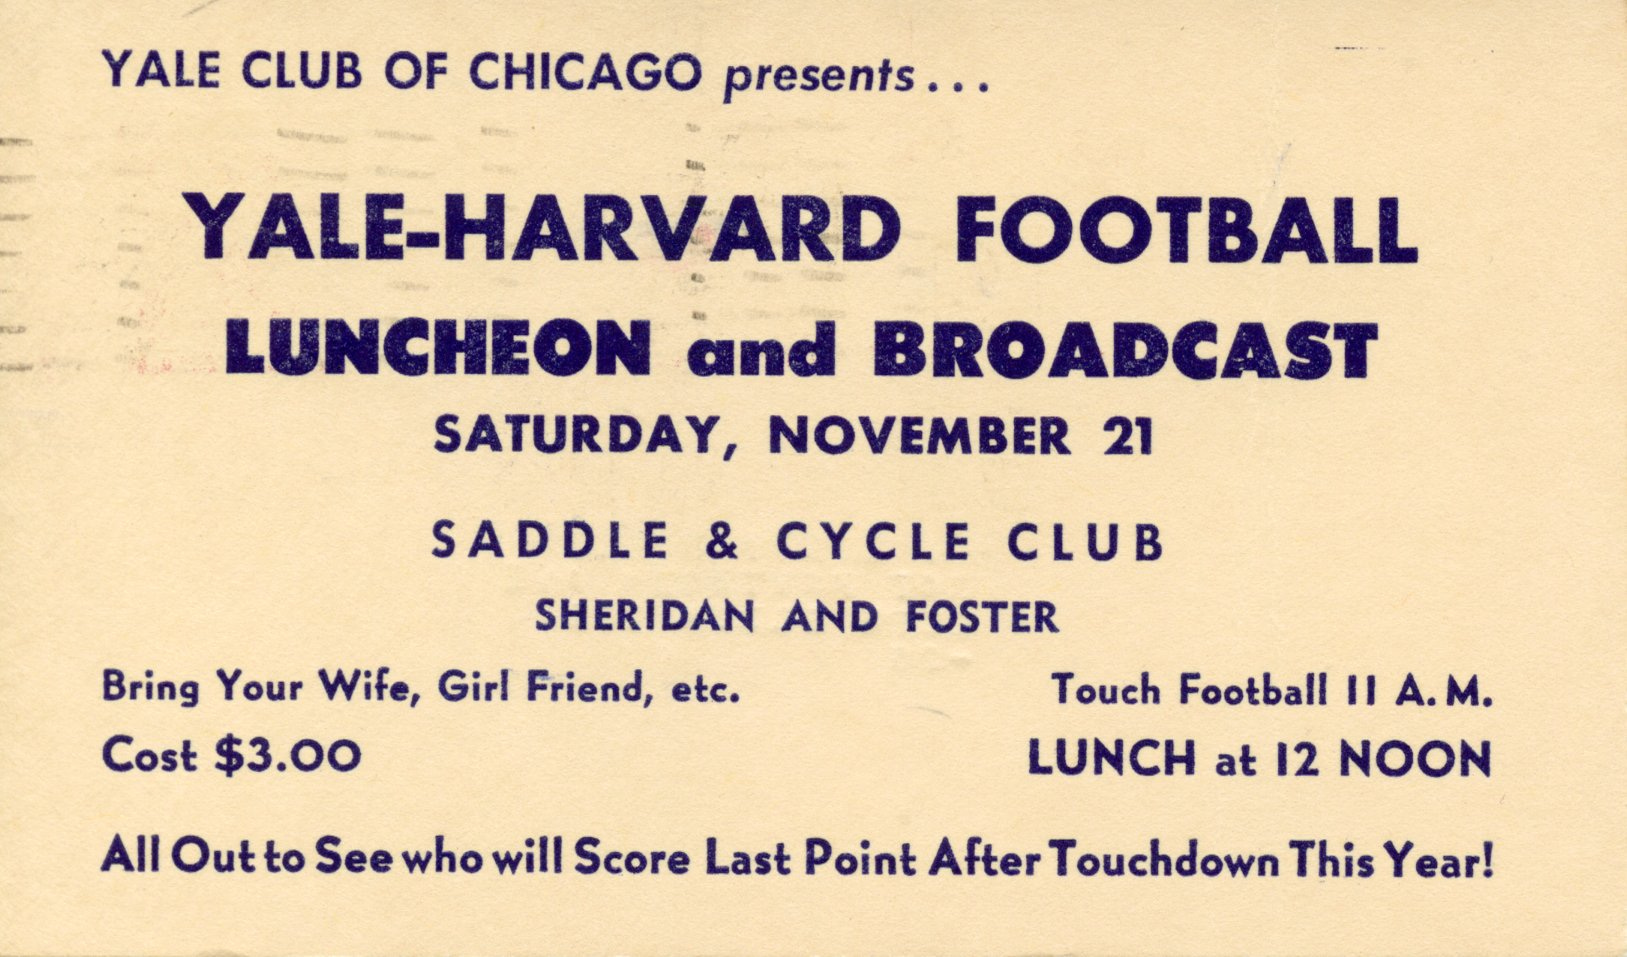 YALE CLUB OF CHICAGO presents...
YALE-HARVARD FOOTBALL
LUNCHEON and BROADCAST
SATURDAY, NOVEMBER 21
SADDLE & CYCLE CLUB
SHERIDAN AND FOSTER
Bring Your Wife, Girl Friend, etc.
Touch Football 11 A.M.
Cost $3.00
LUNCH at 12 NOON
All Out to See who will Score Last Point After Touchdown This Year!